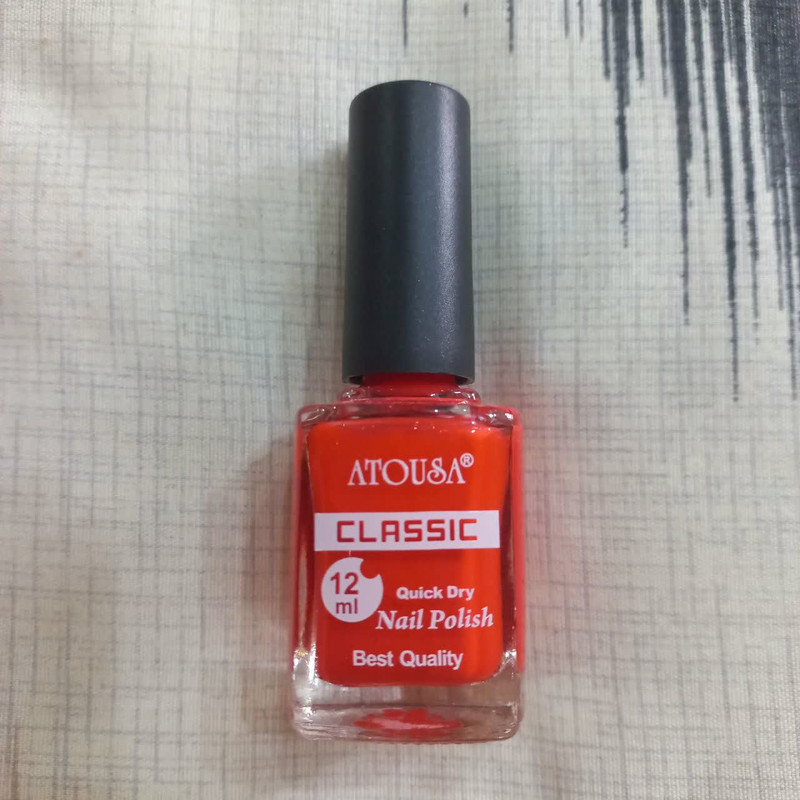 ATOUSA®
CLASSIC
12
ml
Quick Dry
Nail Polish
Best Quality